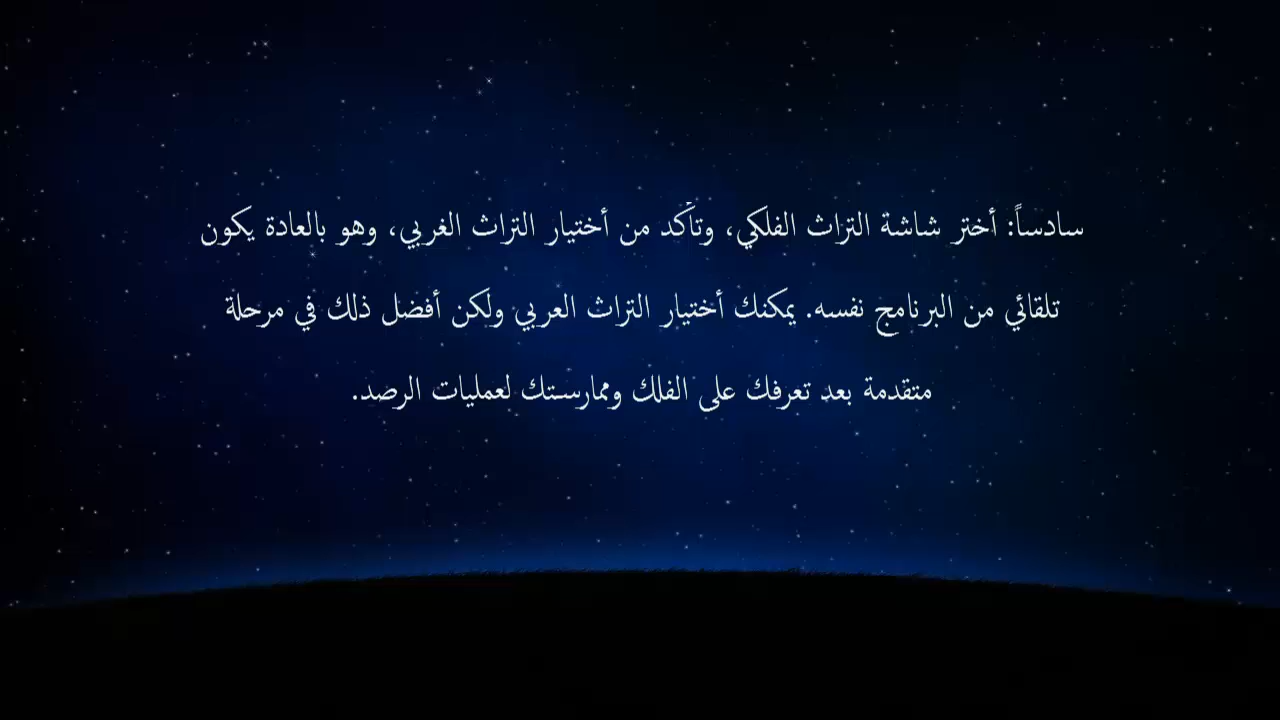 سادساً: أختر شاشة التراث الفلكي، وتأكد من أختيار التراث الغربي، وهو بالعادة يكون
تلقائي من البرنامج نفسه. يمكنك أختيار التراث العربي ولكن أفضل ذلك في مرحلة
متقدمة بعد تعرفك على الفلك وممارستك لعمليات الرصد.